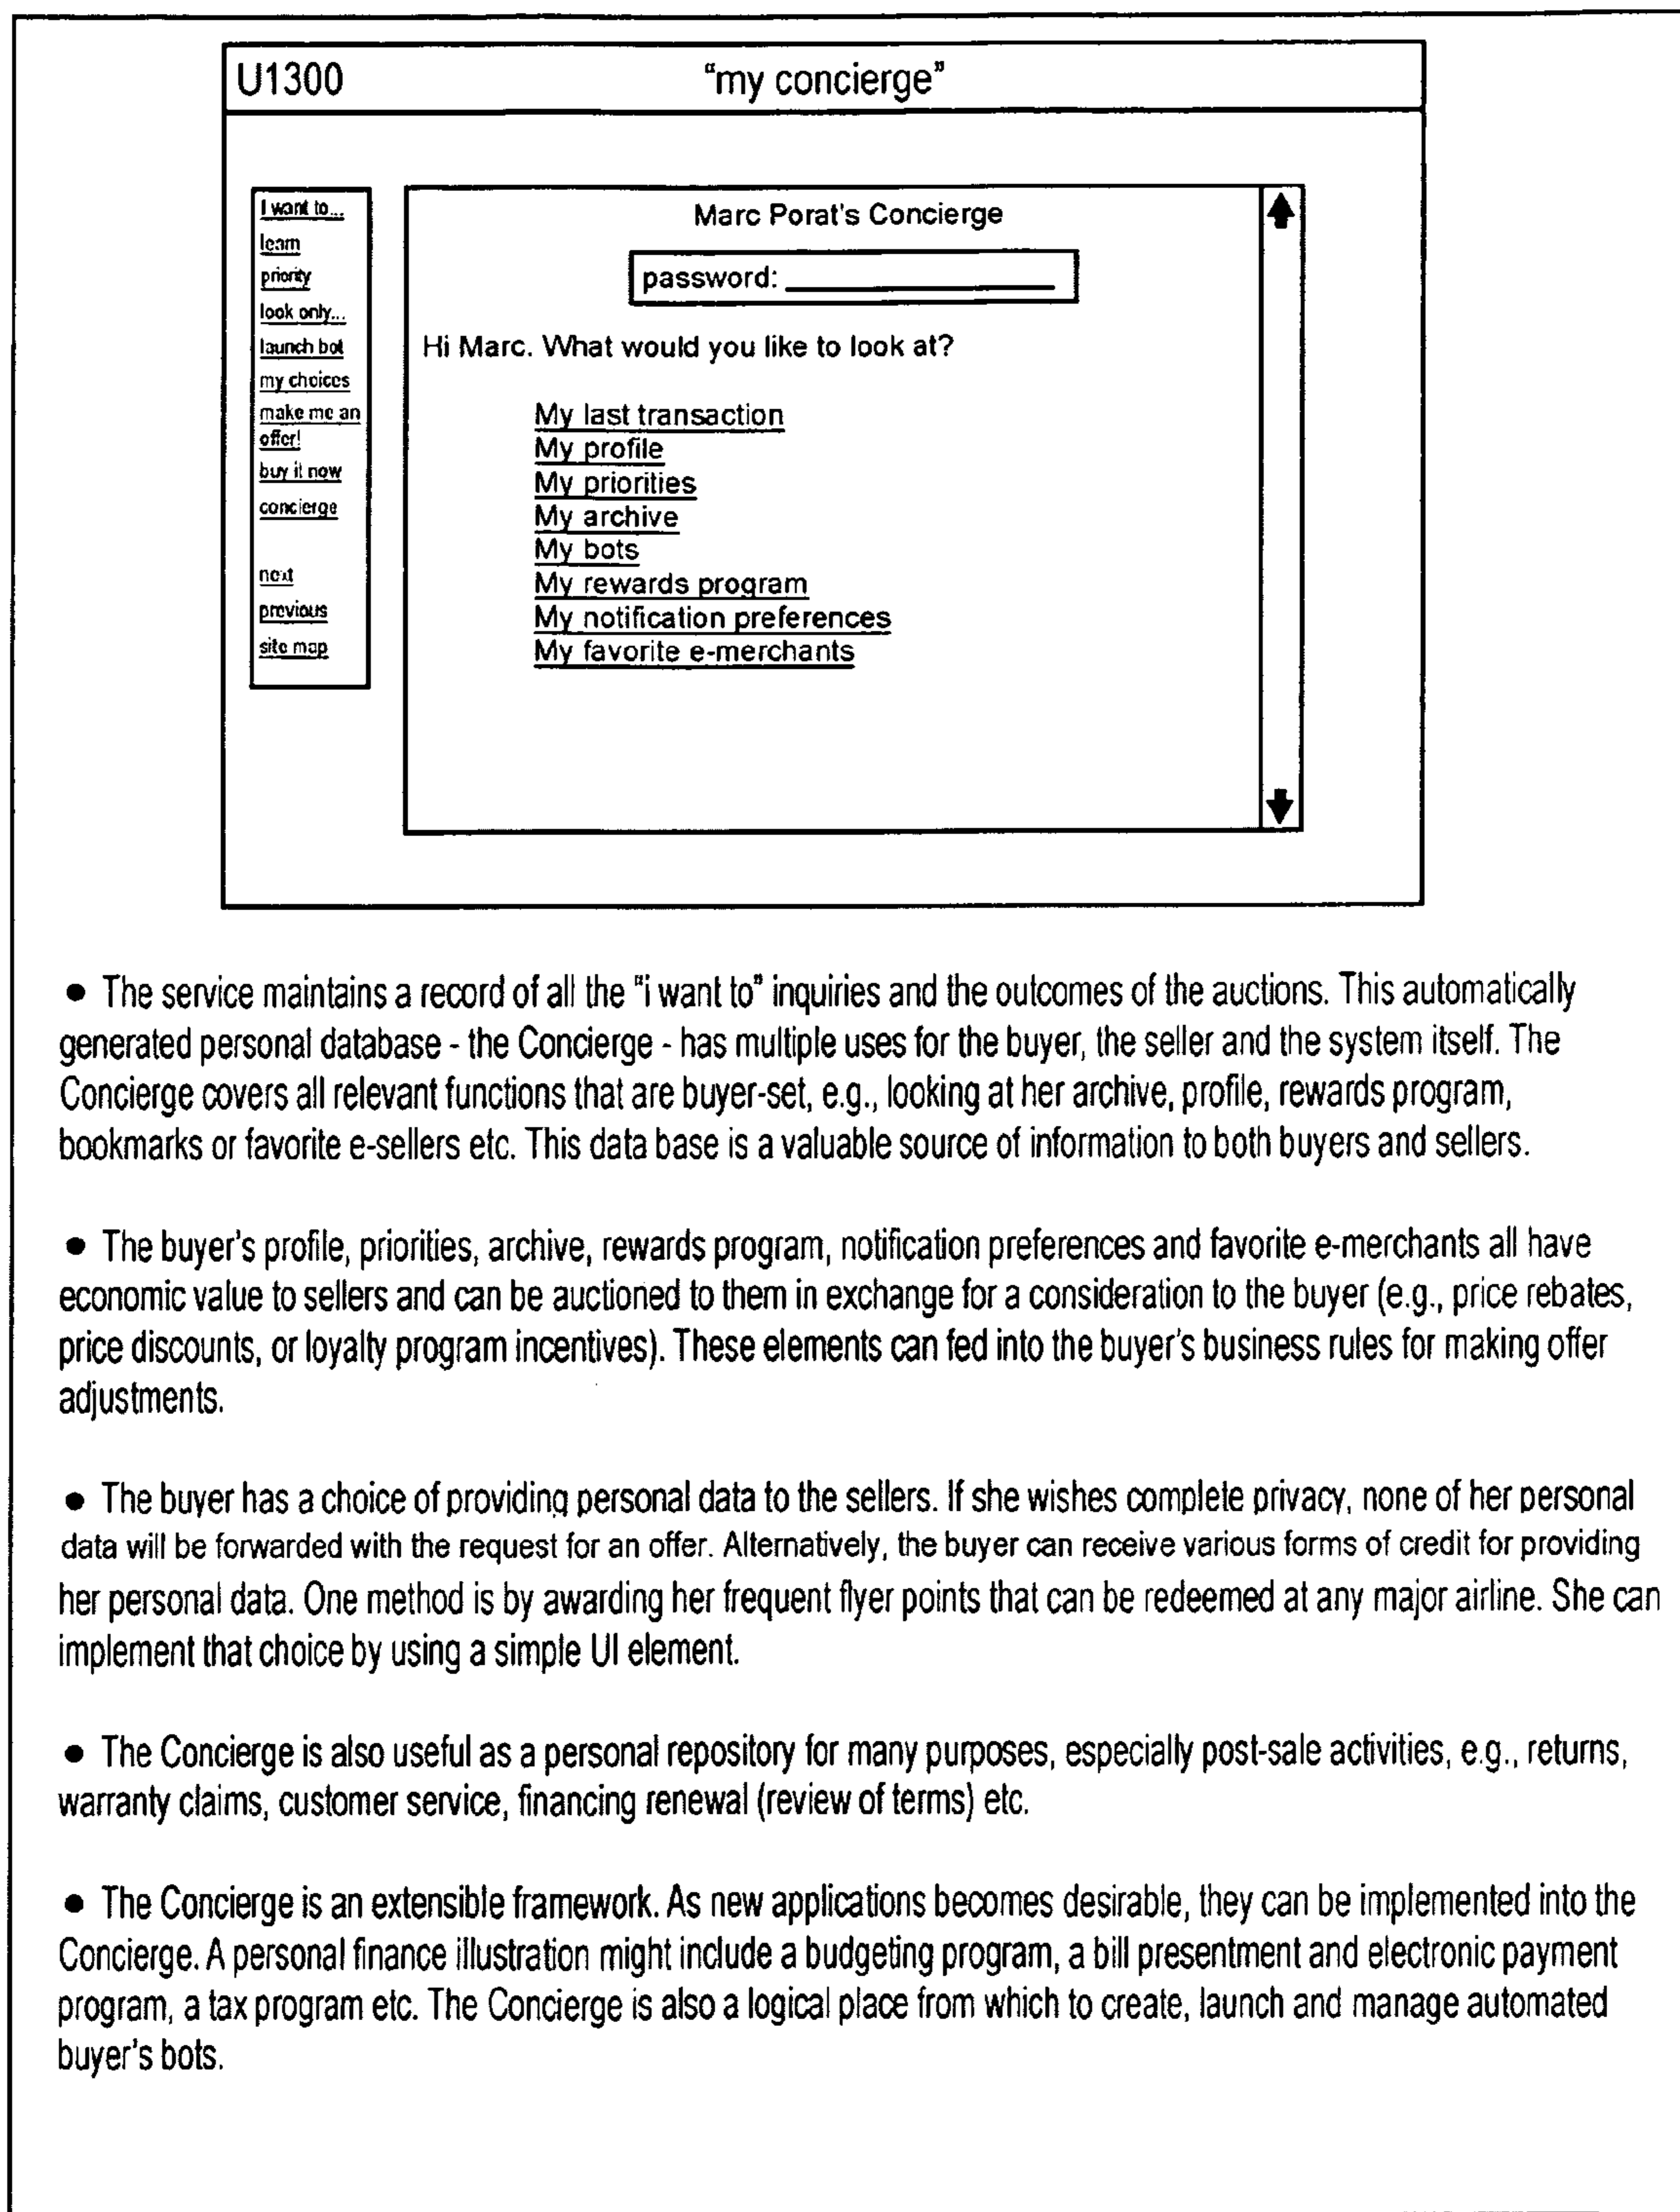 U1300
"my concierge"
I want to...
learn
priority
look only...
launch bot
my choices
make me an
offer!
buy it now
concierge
next
previous
site map
Marc Porat's Concierge
password:
Hi Marc. What would you like to look at?
My last transaction
My profile
My priorities
My archive
My bots
My rewards program
My notification preferences
My favorite e-merchants
• The service maintains a record of all the "i want to" inquiries and the outcomes of the auctions. This automatically
generated personal database - the Concierge - has multiple uses for the buyer, the seller and the system itself. The
Concierge covers all relevant functions that are buyer-set, e.g., looking at her archive, profile, rewards program,
bookmarks or favorite e-sellers etc. This data base is a valuable source of information to both buyers and sellers.
• The buyer's profile, priorities, archive, rewards program, notification preferences and favorite e-merchants all have
economic value to sellers and can be auctioned to them in exchange for a consideration to the buyer (e.g., price rebates,
price discounts, or loyalty program incentives). These elements can fed into the buyer's business rules for making offer
adjustments.
• The buyer has a choice of providing personal data to the sellers. If she wishes complete privacy, none of her personal
data will be forwarded with the request for an offer. Alternatively, the buyer can receive various forms of credit for providing
her personal data. One method is by awarding her frequent flyer points that can be redeemed at any major airline. She can
implement that choice by using a simple UI element.
• The Concierge is also useful as a personal repository for many purposes, especially post-sale activities, e.g., returns,
warranty claims, customer service, financing renewal (review of terms) etc.
• The Concierge is an extensible framework. As new applications becomes desirable, they can be implemented into the
Concierge. A personal finance illustration might include a budgeting program, a bill presentment and electronic payment
program, a tax program etc. The Concierge is also a logical place from which to create, launch and manage automated
buyer's bots.